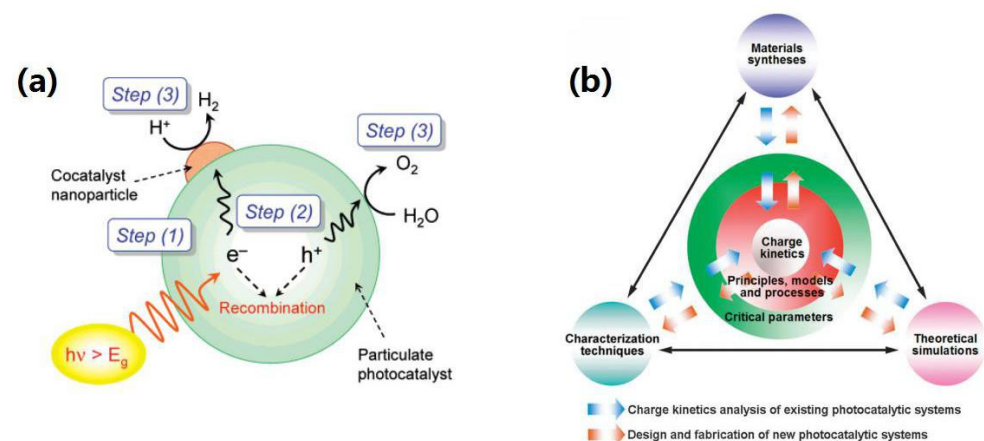 (a)
Step (3)
H₂
H⁺
Cocatalyst
nanoparticle
Step (3)
O₂
H₂O
Step (1)
Step (2)
e⁻
h⁺
Recombination
hν > Eg
Particulate
photocatalyst
(b)
Materials
syntheses
Charge
kinetics
Principles, models
and processes
Critical parameters
Characterization
techniques
Theoretical
simulations
Charge kinetics analysis of existing photocatalytic systems
Design and fabrication of new photocatalytic systems